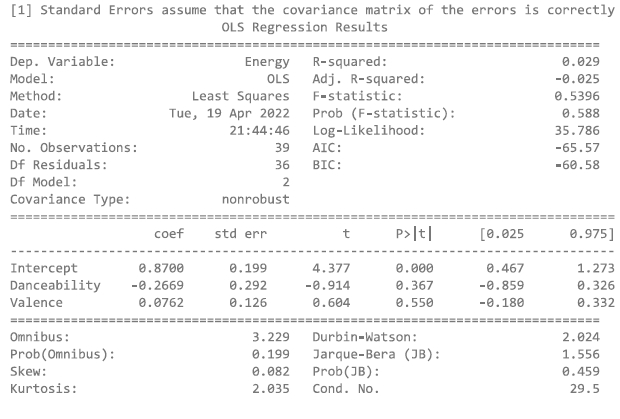 [1] Standard Errors assume that the covariance matrix of the errors is correctly
OLS Regression Results
==============================================================================
Dep. Variable: Energy R-squared: 0.029
Model: OLS Adj. R-squared: -0.025
Method: Least Squares F-statistic: 0.5396
Date: Tue, 19 Apr 2022 Prob (F-statistic): 0.588
Time: 21:44:46 Log-Likelihood: 35.786
No. Observations: 39 AIC: -65.57
Df Residuals: 36 BIC: -60.58
Df Model: 2
Covariance Type: nonrobust
================================================================================
coef std err t P>|t| [0.025 0.975]
--------------------------------------------------------------------------------
Intercept 0.8700 0.199 4.377 0.000 0.467 1.273
Danceability -0.2669 0.292 -0.914 0.367 -0.859 0.326
Valence 0.0762 0.126 0.604 0.550 -0.180 0.332
==============================================================================
Omnibus: 3.229 Durbin-Watson: 2.024
Prob(Omnibus): 0.199 Jarque-Bera (JB): 1.556
Skew: 0.082 Prob(JB): 0.459
Kurtosis: 2.035 Cond. No. 29.5